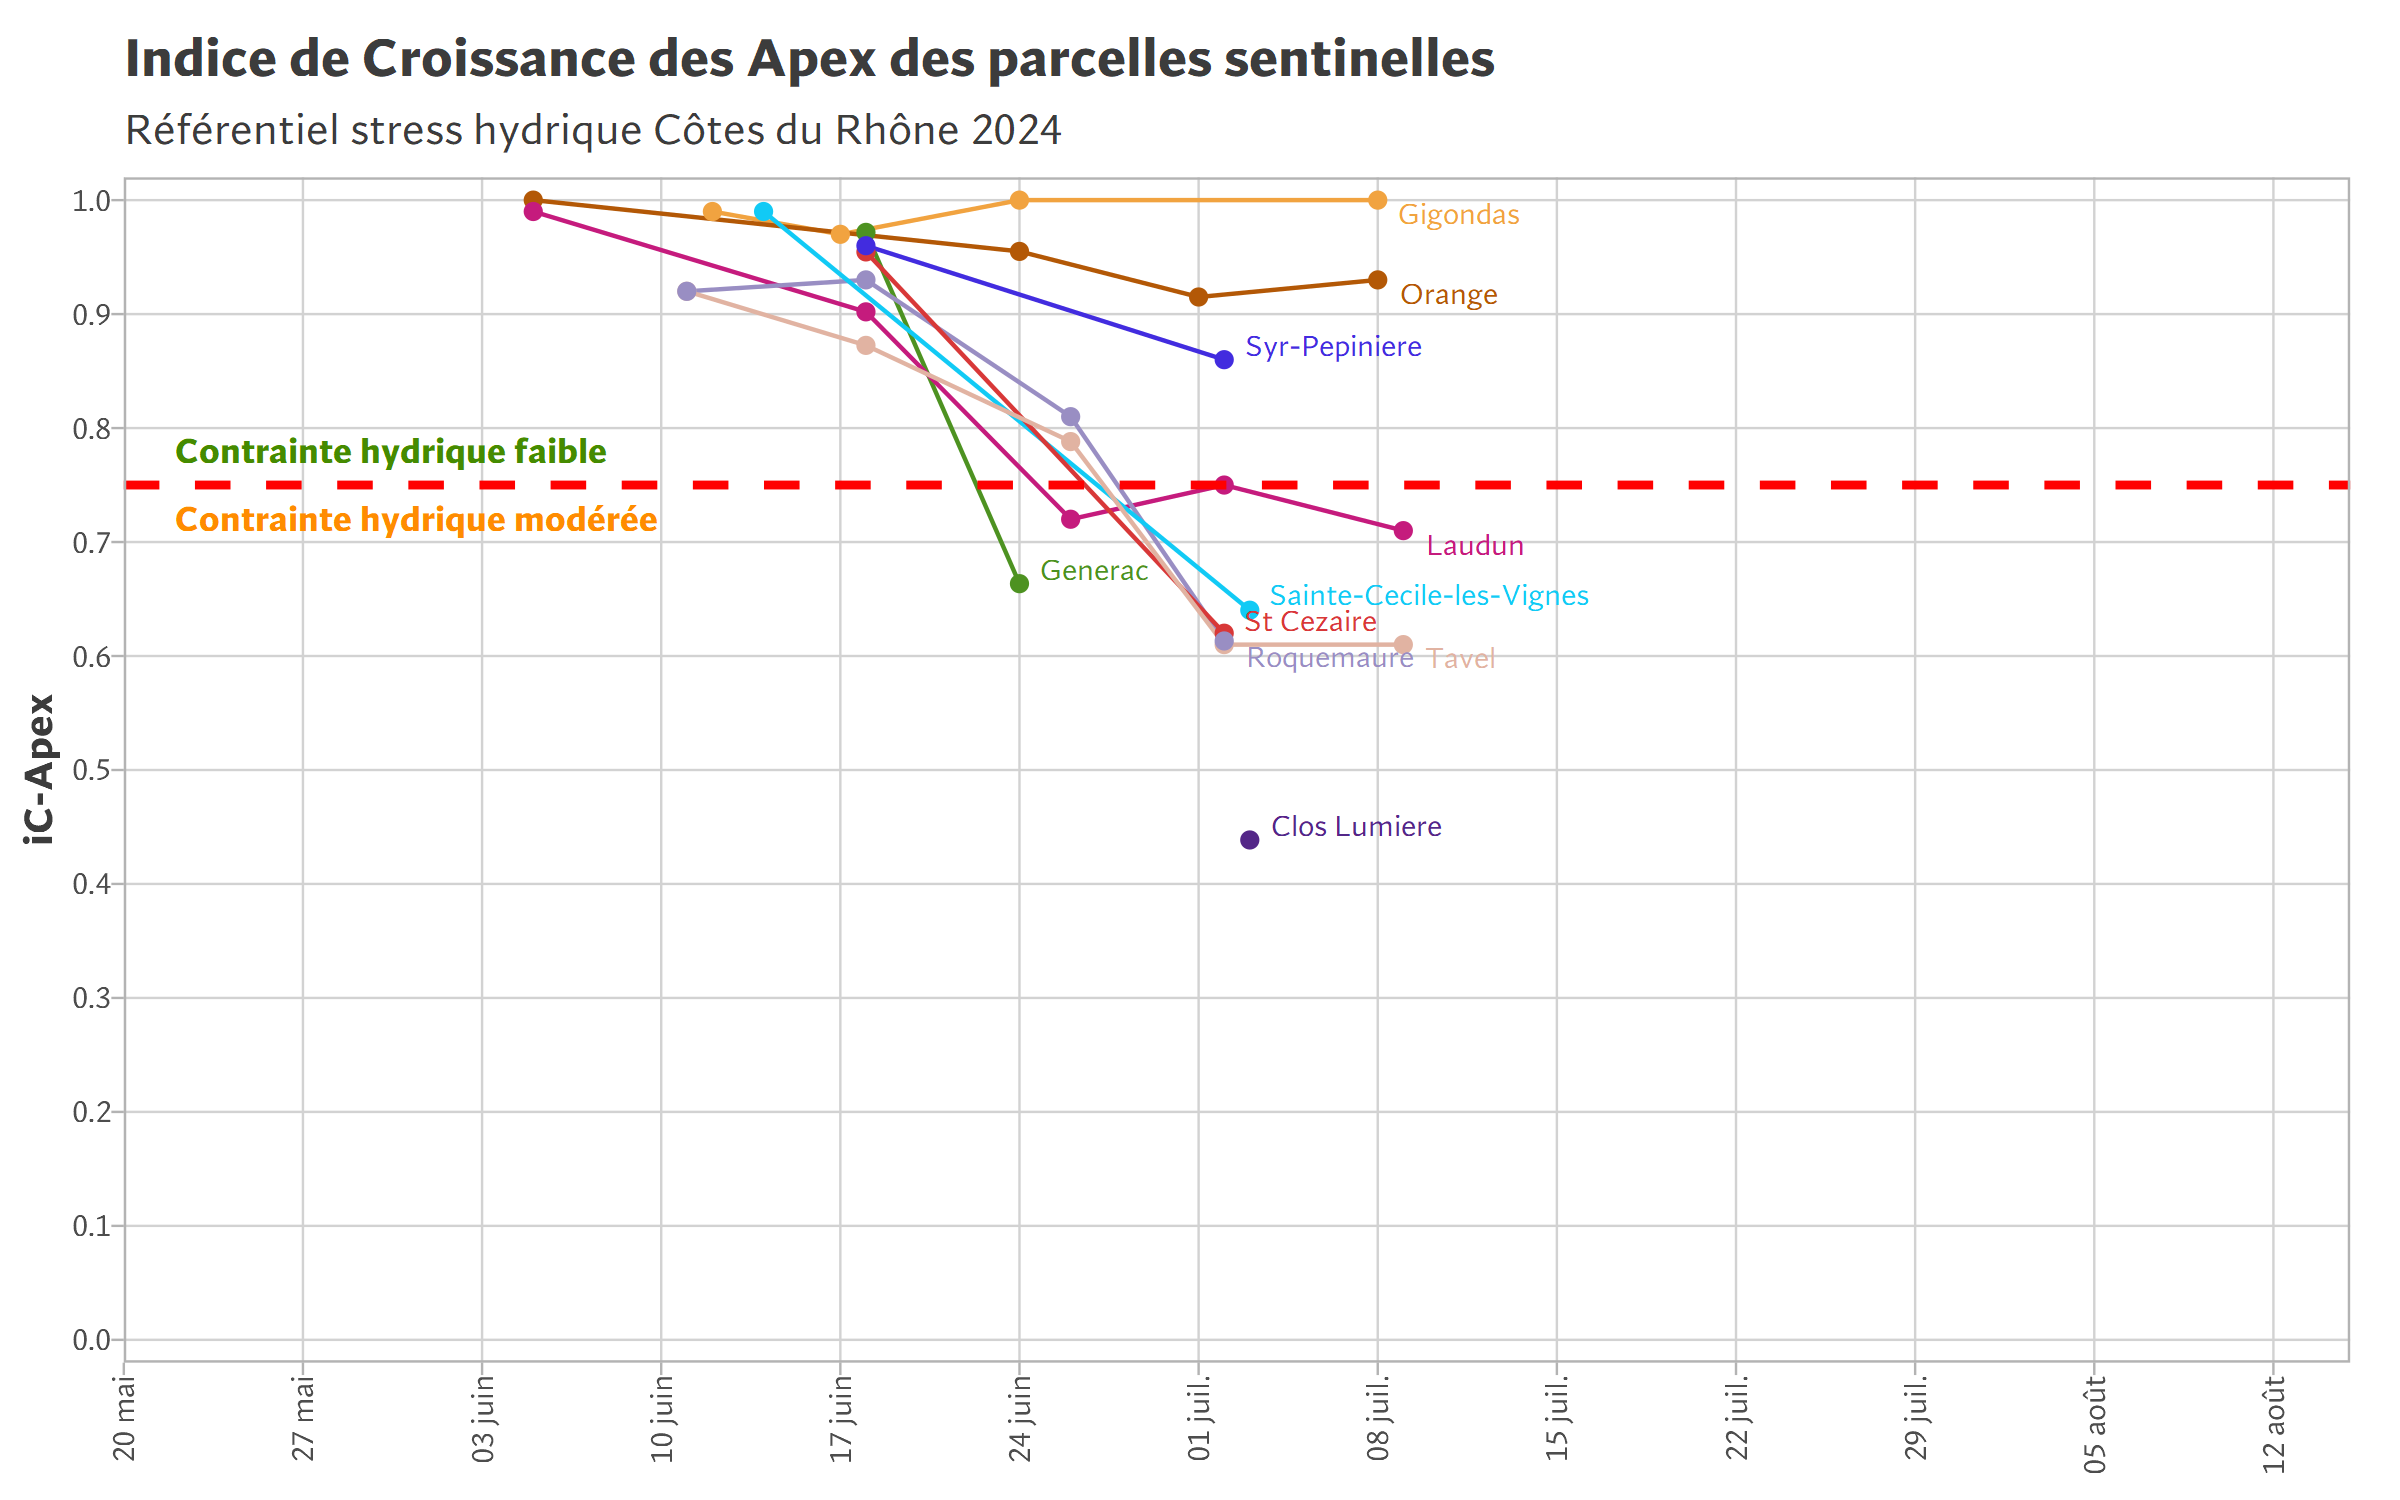 Indice de Croissance des Apex des parcelles sentinelles
Référentiel stress hydrique Côtes du Rhône 2024
iC-Apex
1.0
0.9
0.8
0.7
0.6
0.5
0.4
0.3
0.2
0.1
0.0
Contrainte hydrique faible
Contrainte hydrique modérée
Gigondas
Orange
Syr-Pepiniere
Laudun
Generac
Sainte-Cecile-les-Vignes
St Cezaire
Roquemaure
Tavel
Clos Lumiere
20 mai
27 mai
03 juin
10 juin
17 juin
24 juin
01 juil.
08 juil.
15 juil.
22 juil.
29 juil.
05 août
12 août